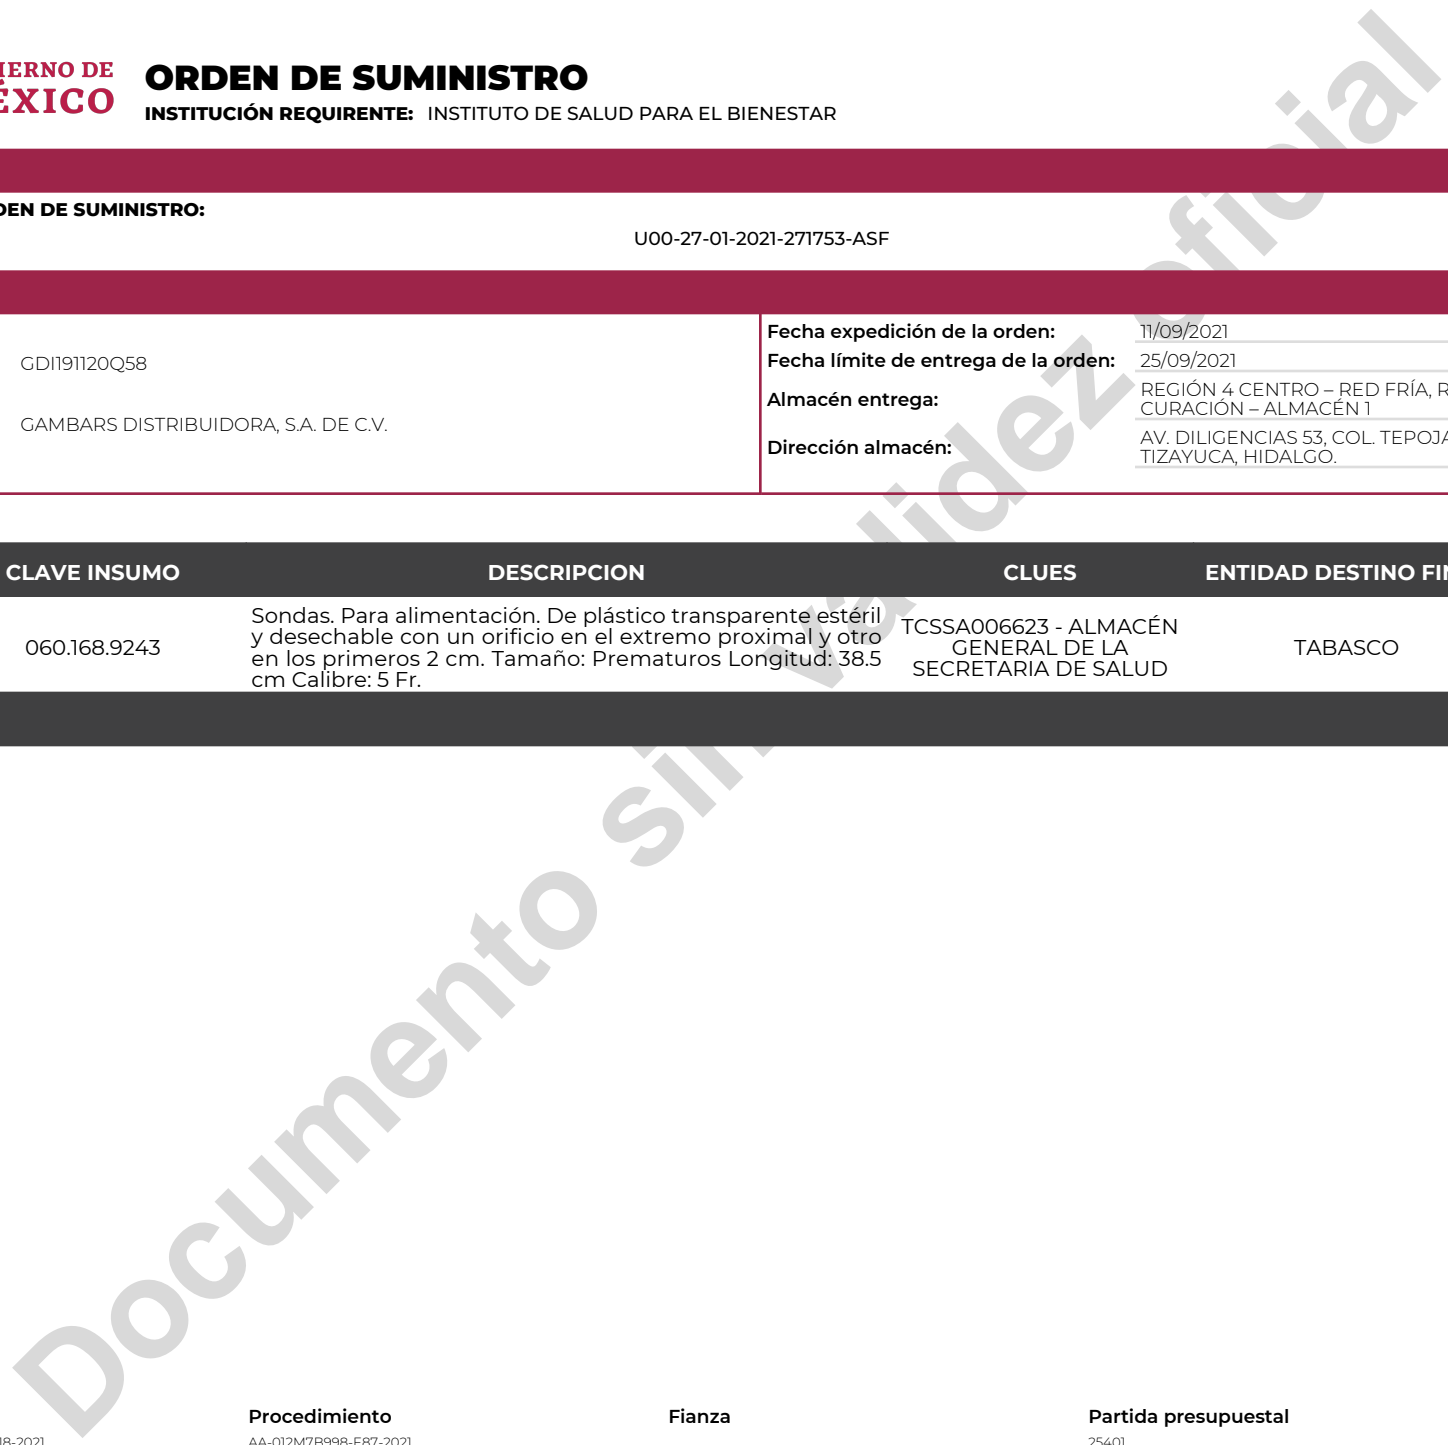 ORDEN DE SUMINISTRO
INSTITUCIÓN REQUIRENTE: INSTITUTO DE SALUD PARA EL BIENESTAR
DE
ÉXICO
DE SUMINISTRO:
U00-27-01-2021-271753-ASF
GDI191120Q58
GAMBARS DISTRIBUIDORA, S.A. DE C.V.
Fecha expedición de la orden: 11/09/2021
Fecha límite de entrega de la orden: 25/09/2021
Almacén entrega: REGIÓN 4 CENTRO – RED FRÍA,
CURACIÓN – ALMACÉN 1
Dirección almacén: AV. DILIGENCIAS 53, COL.
TIZAYUCA, HIDALGO.
CLAVE INSUMO DESCRIPCION CLUES ENTIDAD DESTINO
060.168.9243
Sondas. Para alimentación. De plástico transparente estéril
y desechable con un orificio en el extremo proximal y otro
en los primeros 2 cm. Tamaño: Prematuros Longitud: 38.5
cm Calibre: 5 Fr.
TCSSA006623 - ALMACÉN
GENERAL DE LA
SECRETARIA DE SALUD
TABASCO
Documento sin validez oficial
Procedimiento Fianza Partida presupuestal
AA-012M7B998-E87-2021 25401